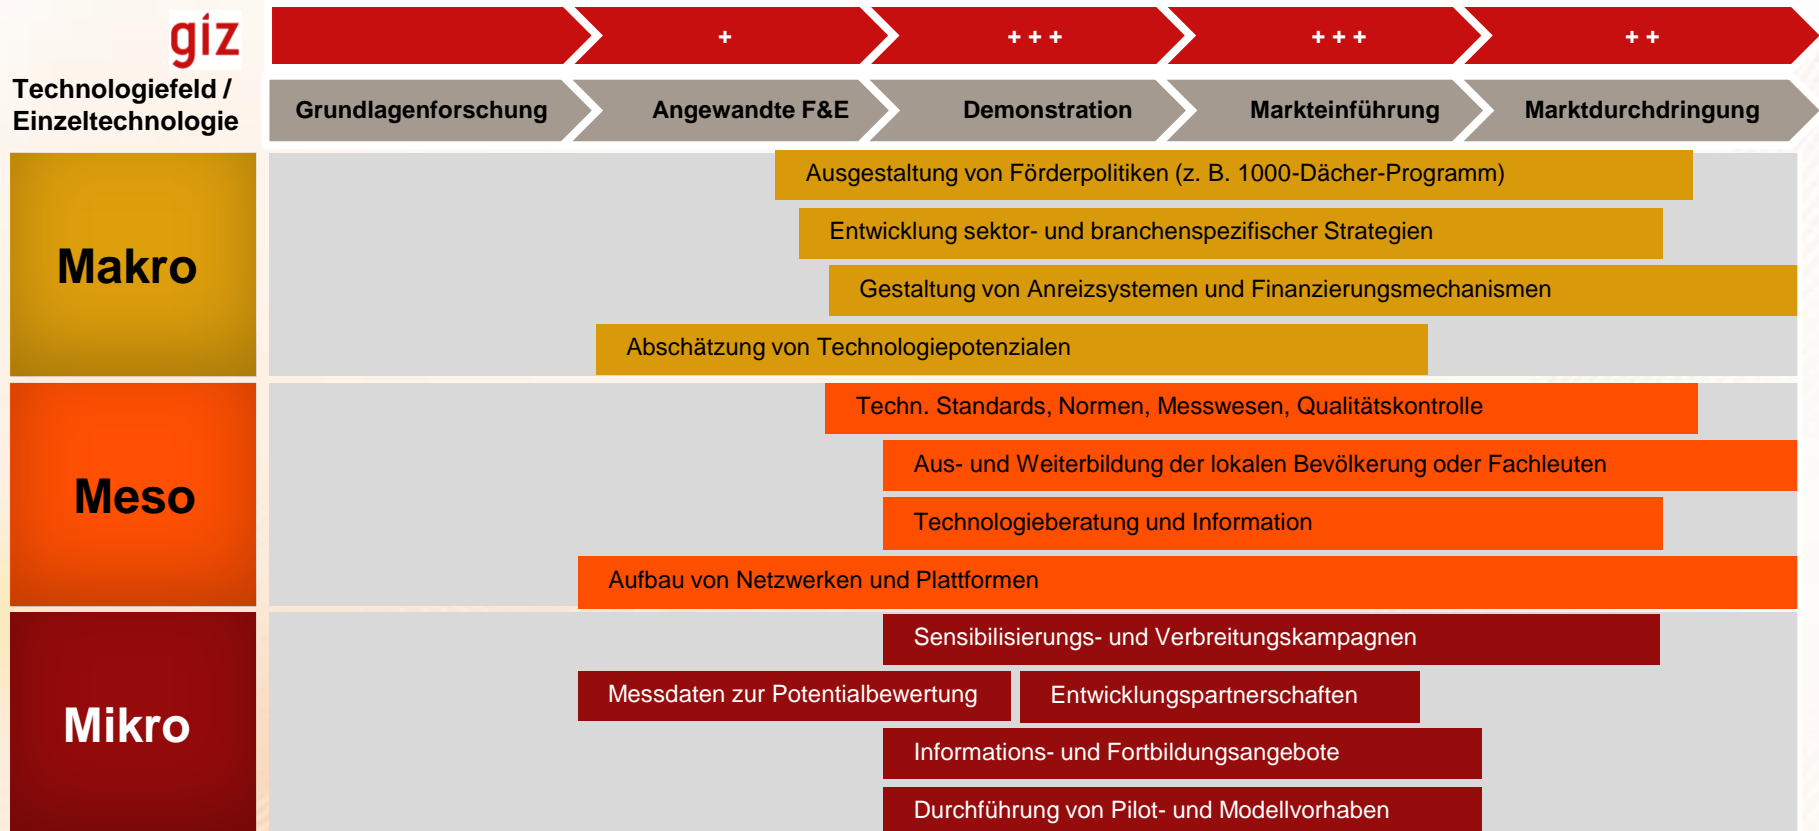 giz
+
+ + +
+ + +
+ +
Technologiefeld /
Einzeltechnologie
Grundlagenforschung
Angewandte F&E
Demonstration
Markteinführung
Marktdurchdringung
Makro
Ausgestaltung von Förderpolitiken (z. B. 1000-Dächer-Programm)
Entwicklung sektor- und branchenspezifischer Strategien
Gestaltung von Anreizsystemen und Finanzierungsmechanismen
Abschätzung von Technologiepotenzialen
Meso
Techn. Standards, Normen, Messwesen, Qualitätskontrolle
Aus- und Weiterbildung der lokalen Bevölkerung oder Fachleuten
Technologieberatung und Information
Aufbau von Netzwerken und Plattformen
Mikro
Sensibilisierungs- und Verbreitungskampagnen
Messdaten zur Potentialbewertung
Entwicklungspartnerschaften
Informations- und Fortbildungsangebote
Durchführung von Pilot- und Modellvorhaben